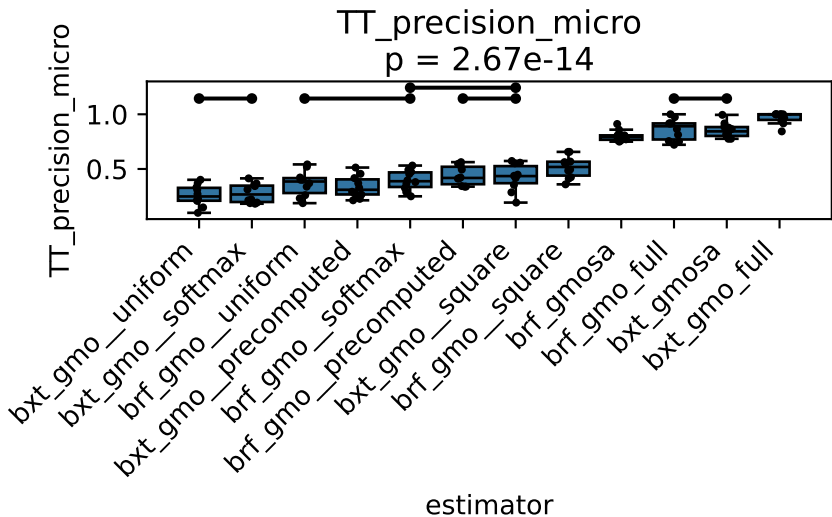 TT_precision_micro
p = 2.67e-14
TT_precision_micro
1.0
0.5
bxt_gmo__uniform
bxt_gmo__softmax
brf_gmo__uniform
bxt_gmo__precomputed
brf_gmo__softmax
brf_gmo__precomputed
bxt_gmo__square
brf_gmo__square
brf_gmosa
brf_gmo_full
bxt_gmosa
bxt_gmo_full
estimator